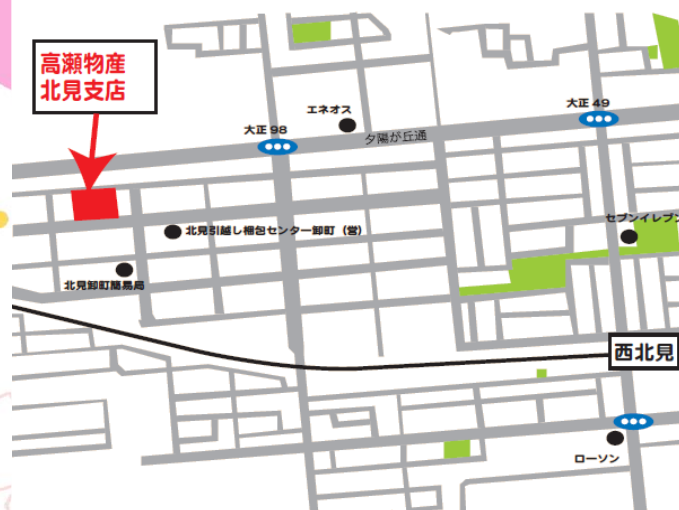 高瀬物産
北見支店
エネオス
大正 49
大正 98
夕陽が丘通
セブンイレブン
北見引越し梱包センター卸町（営）
北見卸町簡易局
西北見
ローソン